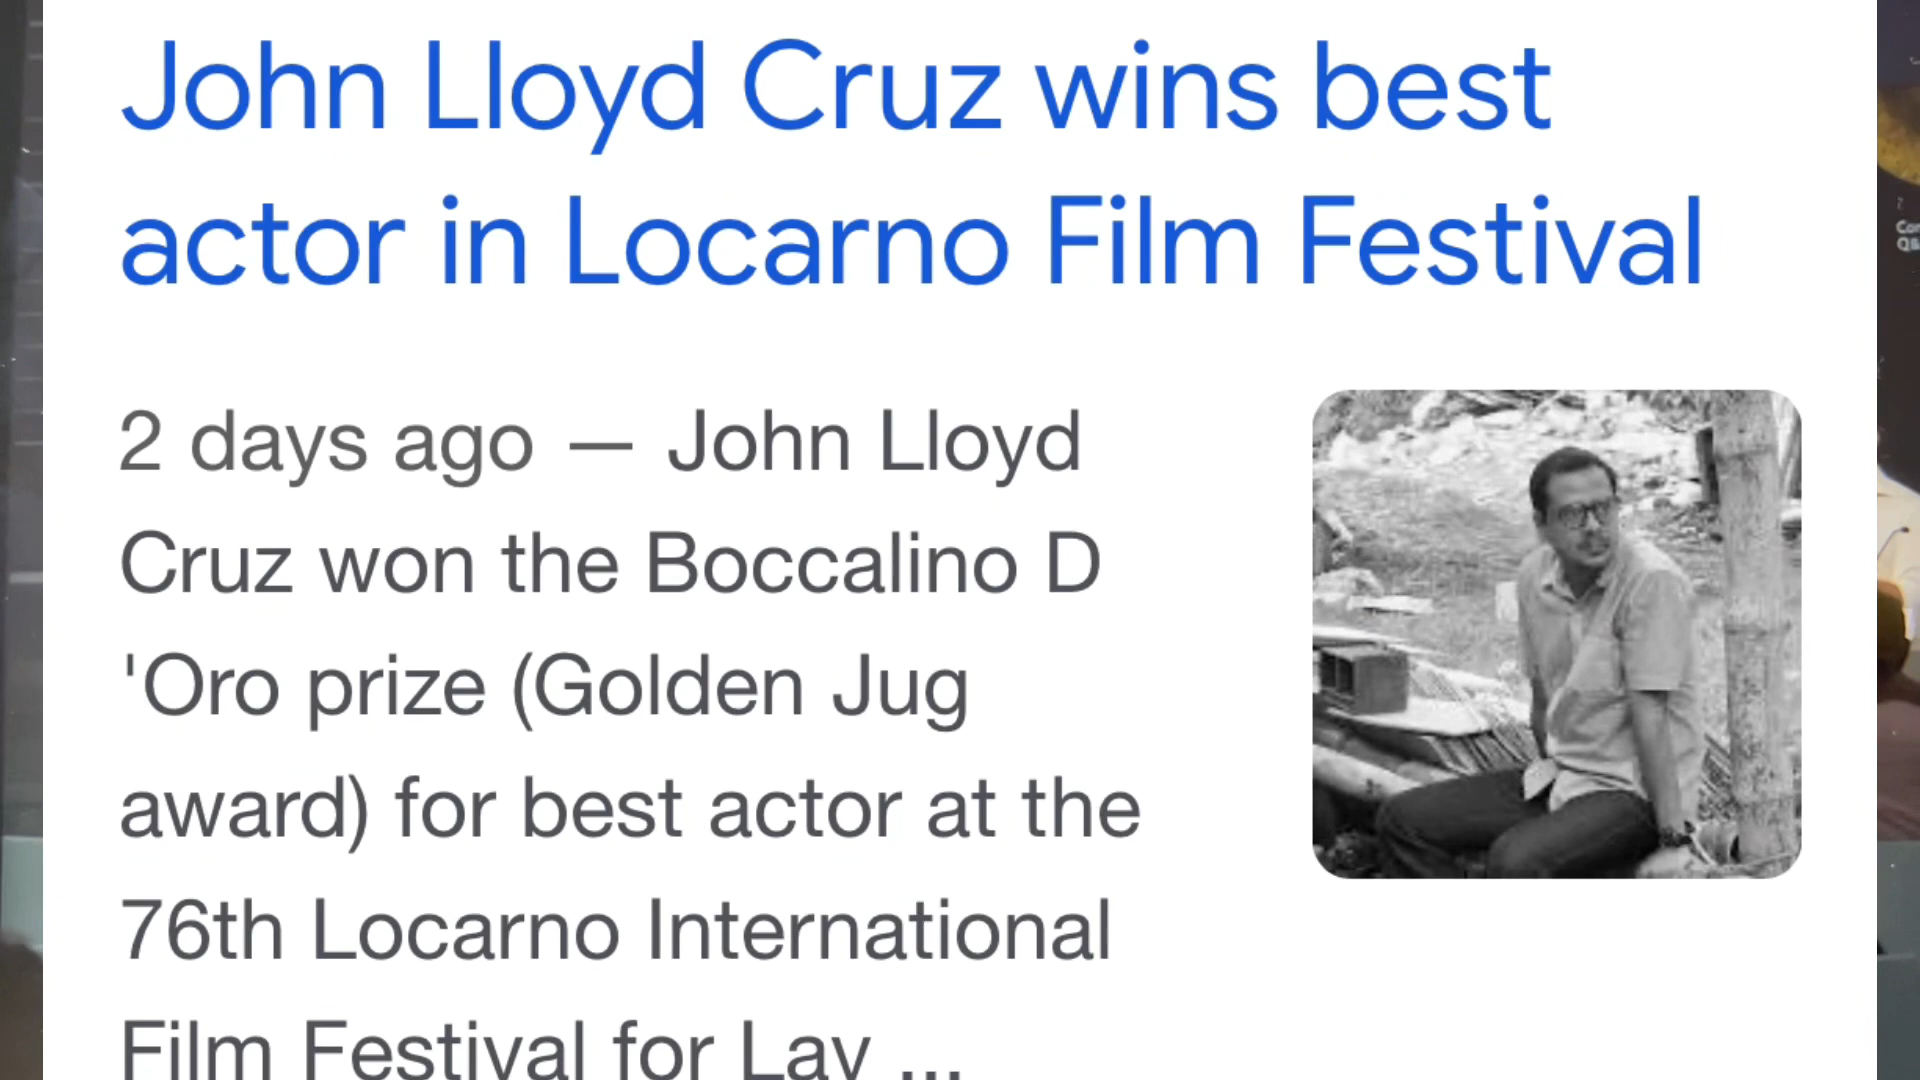 John Lloyd Cruz wins best
actor in Locarno Film Festival
2 days ago — John Lloyd
Cruz won the Boccalino D
'Oro prize (Golden Jug
award) for best actor at the
76th Locarno International
Film Festival for Lav ...